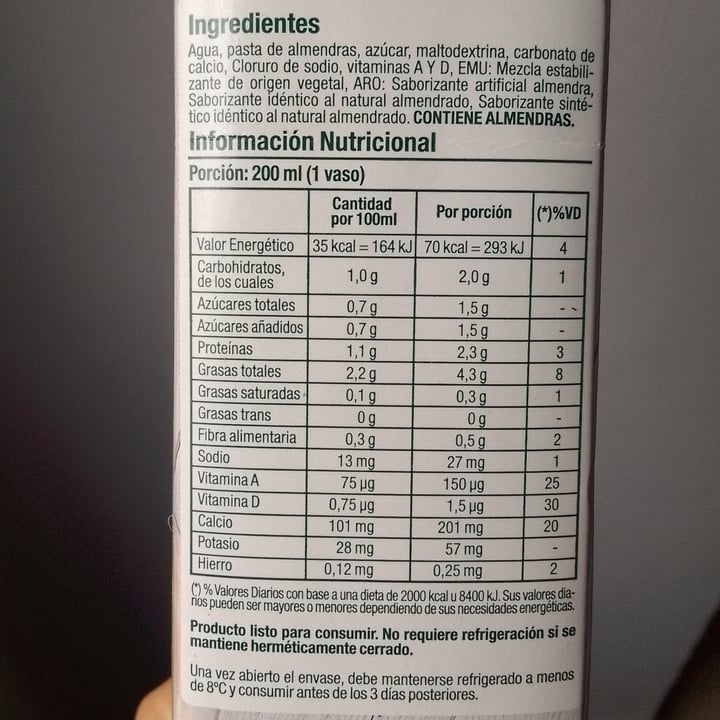 Ingredientes
Agua, pasta de almendras, azúcar, maltodextrina, carbonato de
calcio, Cloruro de sodio, vitaminas A Y D, EMU: Mezcla estabili-
zante de origen vegetal, ARO: Saborizante artificial almendra,
Saborizante idéntico al natural almendrado, Saborizante sinté-
tico idéntico al natural almendrado. CONTIENE ALMENDRAS.
Información Nutricional
Porción: 200 ml (1 vaso)
Cantidad
por 100ml Por porción (*)%VD
Valor Energético 35 kcal = 164 kJ 70 kcal = 293 kJ 4
Carbohidratos,
de los cuales 1,0 g 2,0 g 1
Azúcares totales 0,7 g 1,5 g - -
Azúcares añadidos 0,7 g 1,5 g -
Proteínas 1,1 g 2,3 g 3
Grasas totales 2,2 g 4,3 g 8
Grasas saturadas 0,1 g 0,3 g 1
Grasas trans 0 g 0 g -
Fibra alimentaria 0,3 g 0,5 g 2
Sodio 13 mg 27 mg 1
Vitamina A 75 µg 150 µg 25
Vitamina D 0,75 µg 1,5 µg 30
Calcio 101 mg 201 mg 20
Potasio 28 mg 57 mg -
Hierro 0,12 mg 0,25 mg 2
(*) % Valores Diarios con base a una dieta de 2000 kcal u 8400 kJ. Sus valores dia-
rios pueden ser mayores o menores dependiendo de sus necesidades energéticas.
Producto listo para consumir. No requiere refrigeración si se
mantiene herméticamente cerrado.
Una vez abierto el envase, debe mantenerse refrigerado a menos
de 8ºC y consumir antes de los 3 días posteriores.